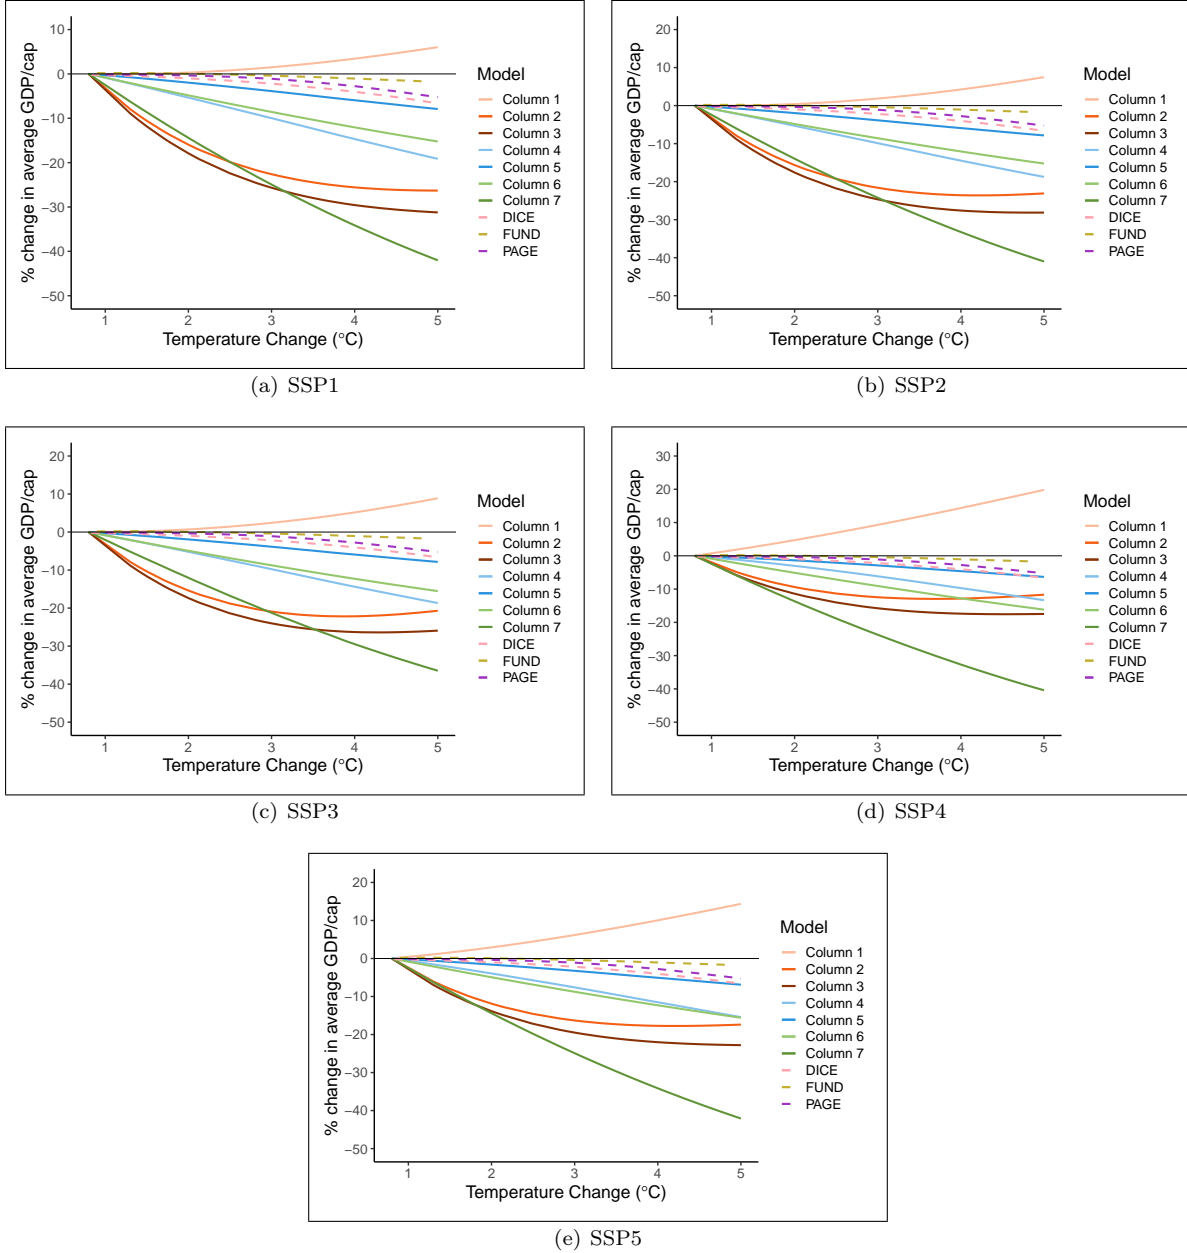 % change in average GDP/cap
10
0
−10
−20
−30
−40
−50
1
2
3
4
5
Temperature Change (°C)
Model
Column 1
Column 2
Column 3
Column 4
Column 5
Column 6
Column 7
DICE
FUND
PAGE
(a) SSP1
% change in average GDP/cap
20
10
0
−10
−20
−30
−40
−50
1
2
3
4
5
Temperature Change (°C)
Model
Column 1
Column 2
Column 3
Column 4
Column 5
Column 6
Column 7
DICE
FUND
PAGE
(b) SSP2
% change in average GDP/cap
20
10
0
−10
−20
−30
−40
−50
1
2
3
4
5
Temperature Change (°C)
Model
Column 1
Column 2
Column 3
Column 4
Column 5
Column 6
Column 7
DICE
FUND
PAGE
(c) SSP3
% change in average GDP/cap
30
20
10
0
−10
−20
−30
−40
−50
1
2
3
4
5
Temperature Change (°C)
Model
Column 1
Column 2
Column 3
Column 4
Column 5
Column 6
Column 7
DICE
FUND
PAGE
(d) SSP4
% change in average GDP/cap
20
10
0
−10
−20
−30
−40
−50
1
2
3
4
5
Temperature Change (°C)
Model
Column 1
Column 2
Column 3
Column 4
Column 5
Column 6
Column 7
DICE
FUND
PAGE
(e) SSP5